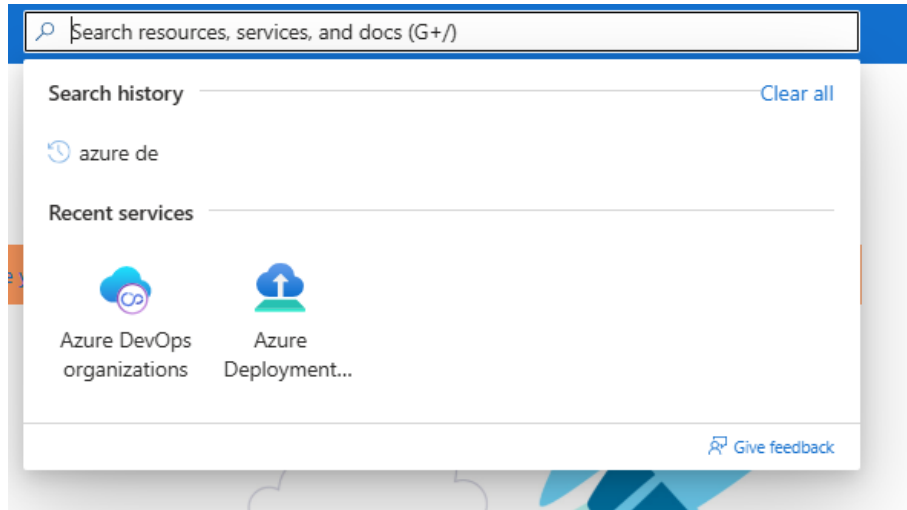 Search resources, services, and docs (G+/)
Search history
Clear all
azure de
Recent services
Azure DevOps
organizations
Azure
Deployment...
Give feedback